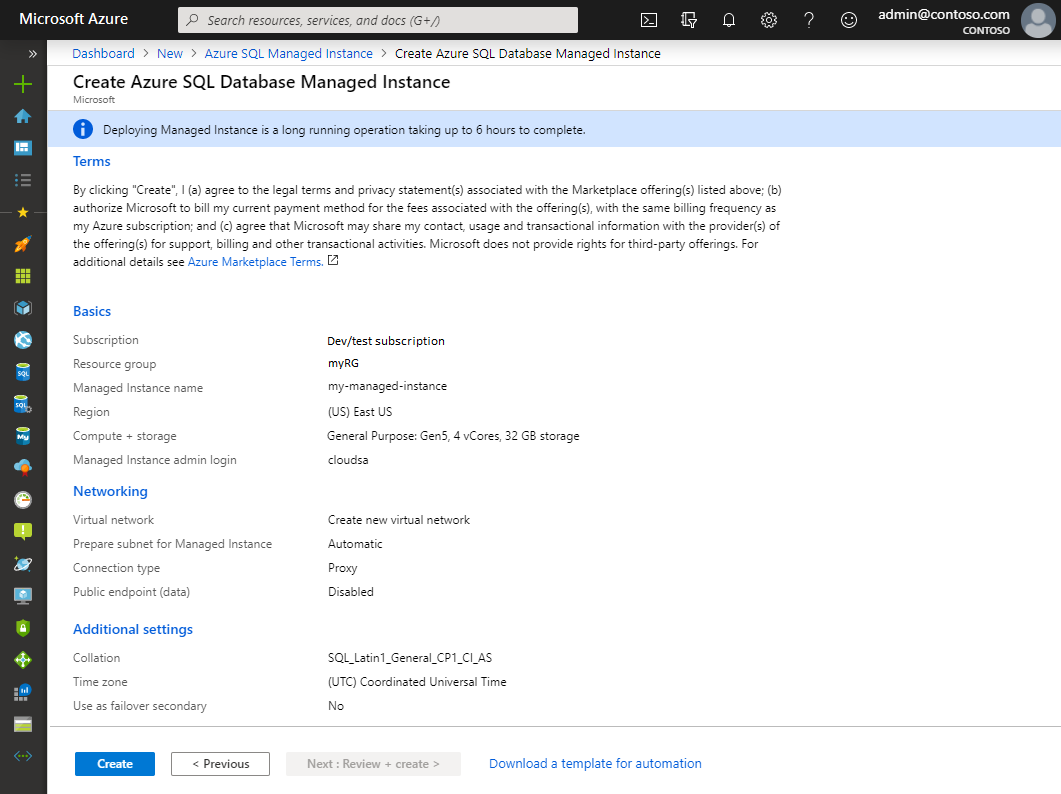 Microsoft Azure
Search resources, services, and docs (G+/)
admin@contoso.com
CONTOSO
Dashboard > New > Azure SQL Managed Instance > Create Azure SQL Database Managed Instance
Create Azure SQL Database Managed Instance
Microsoft
Deploying Managed Instance is a long running operation taking up to 6 hours to complete.
Terms
By clicking "Create", I (a) agree to the legal terms and privacy statement(s) associated with the Marketplace offering(s) listed above; (b)
authorize Microsoft to bill my current payment method for the fees associated with the offering(s), with the same billing frequency as
my Azure subscription; and (c) agree that Microsoft may share my contact, usage and transactional information with the provider(s) of
the offering(s) for support, billing and other transactional activities. Microsoft does not provide rights for third-party offerings. For
additional details see Azure Marketplace Terms.
Basics
Subscription Dev/test subscription
Resource group myRG
Managed Instance name my-managed-instance
Region (US) East US
Compute + storage General Purpose: Gen5, 4 vCores, 32 GB storage
Managed Instance admin login cloudsa
Networking
Virtual network Create new virtual network
Prepare subnet for Managed Instance Automatic
Connection type Proxy
Public endpoint (data) Disabled
Additional settings
Collation SQL_Latin1_General_CP1_CI_AS
Time zone (UTC) Coordinated Universal Time
Use as failover secondary No
Create < Previous Next : Review + create > Download a template for automation